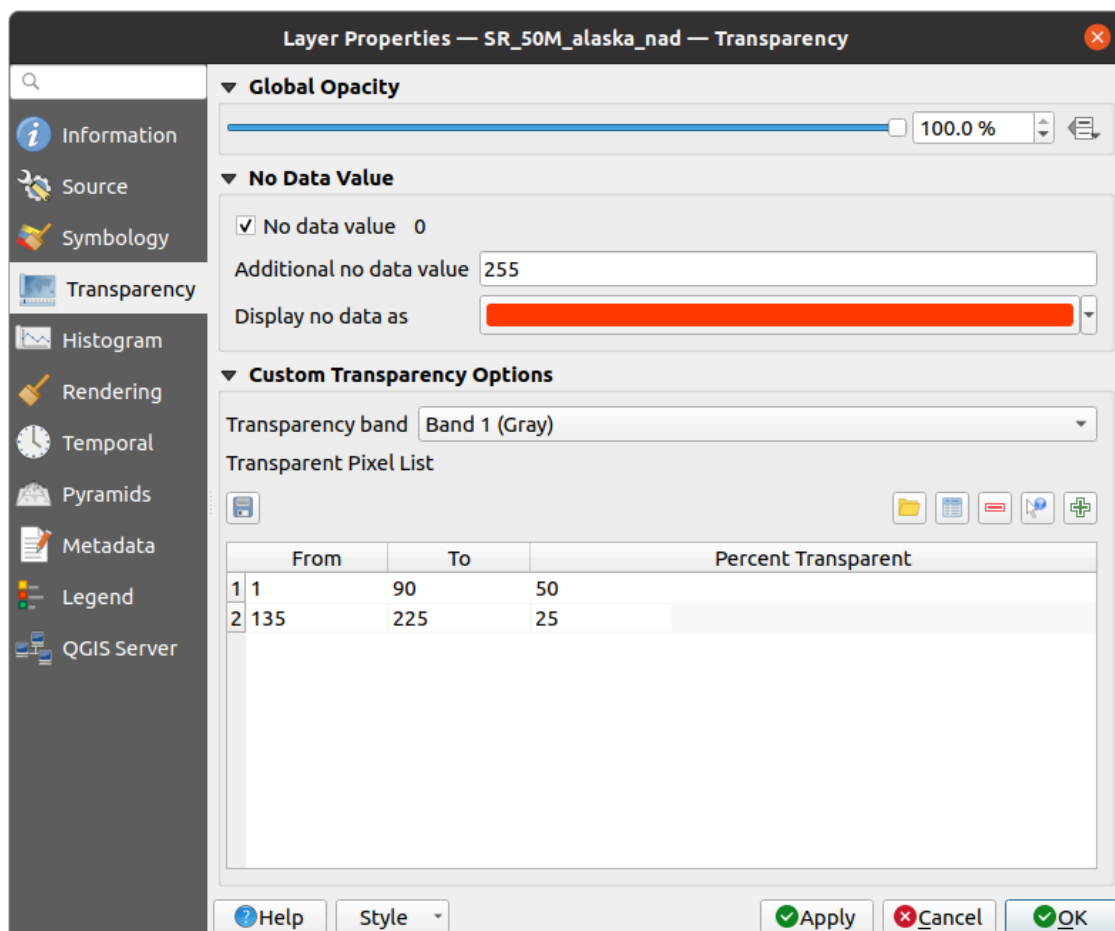 Layer Properties — SR_50M_alaska_nad — Transparency
Information
Source
Symbology
Transparency
Histogram
Rendering
Temporal
Pyramids
Metadata
Legend
QGIS Server
Global Opacity
100.0 %
No Data Value
No data value 0
Additional no data value 255
Display no data as
Custom Transparency Options
Transparency band Band 1 (Gray)
Transparent Pixel List
From To Percent Transparent
1 1 90 50
2 135 225 25
Help Style Apply Cancel OK